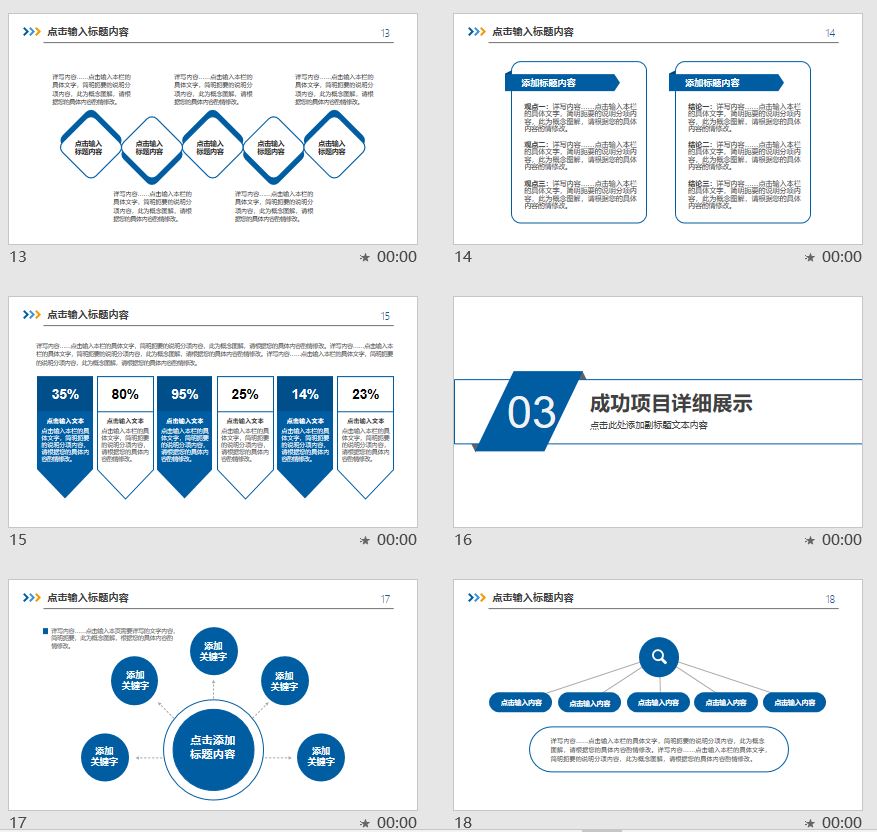 点击输入标题内容
13
详写内容……点击输入本栏的
具体文字，简明扼要的说明分
项内容，此为概念图解，请根
据您的具体内容酌情修改。
详写内容……点击输入本栏的
具体文字，简明扼要的说明分
项内容，此为概念图解，请根
据您的具体内容酌情修改。
详写内容……点击输入本栏的
具体文字，简明扼要的说明分
项内容，此为概念图解，请根
据您的具体内容酌情修改。
点击输入
标题内容
点击输入
标题内容
点击输入
标题内容
点击输入
标题内容
点击输入
标题内容
详写内容……点击输入本栏的
具体文字，简明扼要的说明分
项内容，此为概念图解，请根
据您的具体内容酌情修改。
详写内容……点击输入本栏的
具体文字，简明扼要的说明分
项内容，此为概念图解，请根
据您的具体内容酌情修改。
13
00:00
点击输入标题内容
14
添加标题内容
观点一：详写内容……点击输入本栏
的具体文字，简明扼要的说明分项内
容，此为概念图解，请根据您的具体
内容酌情修改。
观点二：详写内容……点击输入本栏
的具体文字，简明扼要的说明分项内
容，此为概念图解，请根据您的具体
内容酌情修改。
观点三：详写内容……点击输入本栏
的具体文字，简明扼要的说明分项内
容，此为概念图解，请根据您的具体
内容酌情修改。
添加标题内容
结论一：详写内容……点击输入本栏
的具体文字，简明扼要的说明分项内
容，此为概念图解，请根据您的具体
内容酌情修改。
结论二：详写内容……点击输入本栏
的具体文字，简明扼要的说明分项内
容，此为概念图解，请根据您的具体
内容酌情修改。
结论三：详写内容……点击输入本栏
的具体文字，简明扼要的说明分项内
容，此为概念图解，请根据您的具体
内容酌情修改。
14
00:00
点击输入标题内容
15
详写内容……点击输入本栏的具体文字，简明扼要的说明分项内容，此为概念图解，请根据您的具体内容酌情修改。详写内容……点击输入本
栏的具体文字，简明扼要的说明分项内容，此为概念图解，请根据您的具体内容酌情修改。详写内容……点击输入本栏的具体文字，简明扼要
的说明分项内容，此为概念图解，请根据您的具体内容酌情修改。
35%
点击输入文本
点击输入本栏的具
体文字，简明扼要
的说明分项内容，
请根据您的具体内
容酌情修改。
80%
点击输入文本
点击输入本栏的具
体文字，简明扼要
的说明分项内容，
请根据您的具体内
容酌情修改。
95%
点击输入文本
点击输入本栏的具
体文字，简明扼要
的说明分项内容，
请根据您的具体内
容酌情修改。
25%
点击输入文本
点击输入本栏的具
体文字，简明扼要
的说明分项内容，
请根据您的具体内
容酌情修改。
14%
点击输入文本
点击输入本栏的具
体文字，简明扼要
的说明分项内容，
请根据您的具体内
容酌情修改。
23%
点击输入文本
点击输入本栏的具
体文字，简明扼要
的说明分项内容，
请根据您的具体内
容酌情修改。
15
00:00
03
成功项目详细展示
点击此处添加副标题文本内容
16
00:00
点击输入标题内容
17
详写内容……点击输入本页需要详写的文字内容，
简明扼要，此为概念图解，根据您的具体内容酌
情修改。
添加
关键字
添加
关键字
添加
关键字
添加
关键字
点击添加
标题内容
添加
关键字
17
00:00
点击输入标题内容
18
点击输入内容
点击输入内容
点击输入内容
点击输入内容
点击输入内容
详写内容……点击输入本栏的具体文字，简明扼要的说明分项内容，此为概念
图解，请根据您的具体内容酌情修改。详写内容……点击输入本栏的具体文字，
简明扼要的说明分项内容，此为概念图解，请根据您的具体内容酌情修改。
18
00:00